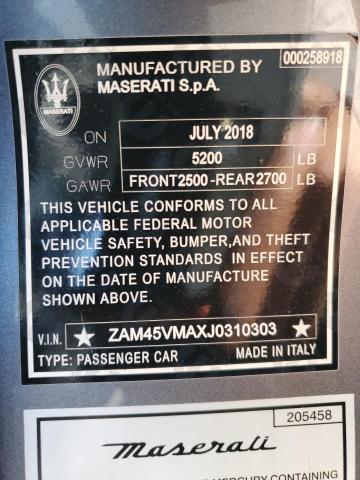 000258918
MANUFACTURED BY
MASERATI S.p.A.
MASERATI
ON JULY 2018
GVWR 5200 LB
GAWR FRONT2500-REAR2700 LB
THIS VEHICLE CONFORMS TO ALL
APPLICABLE FEDERAL MOTOR
VEHICLE SAFETY, BUMPER,AND THEFT
PREVENTION STANDARDS IN EFFECT
ON THE DATE OF MANUFACTURE
SHOWN ABOVE.
V.I.N. ★ ZAM45VMAXJ0310303 ★
TYPE: PASSENGER CAR MADE IN ITALY
205458
Maserati
MERCURY CONTAINING